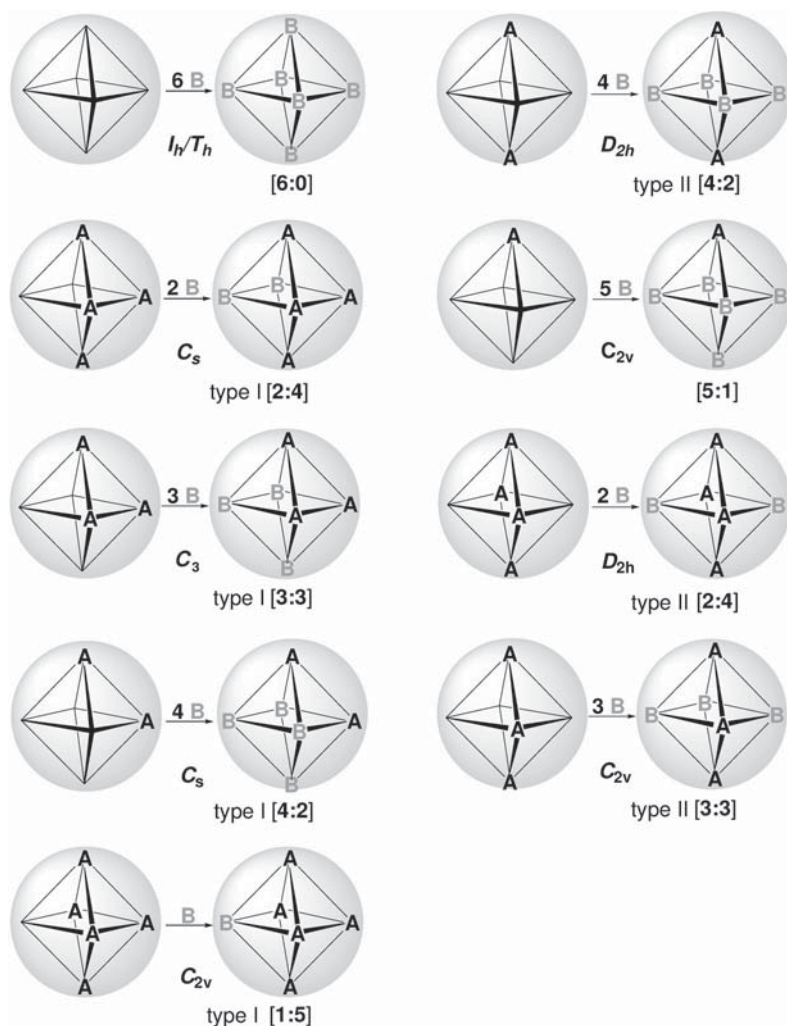 B
6 B B
B B B
I_h/T_h B
[6:0]
A A
4 B B
B B B
D_2h
A A
type II [4:2]
A A
2 B B
B
A A A A
C_s
A A
type I [2:4]
A A
5 B B
B B B
C_2v B
[5:1]
A A
3 B B
B
A A A A
C_3 B
type I [3:3]
A A
A 2 B A
B B
A A
D_2h
A A
type II [2:4]
A A
4 B B
A B B A
C_s B
type I [4:2]
A A
3 B B
B B
A A
C_2v
A A
type II [3:3]
A A
A B A
A B A
A A
C_2v
A A
type I [1:5]